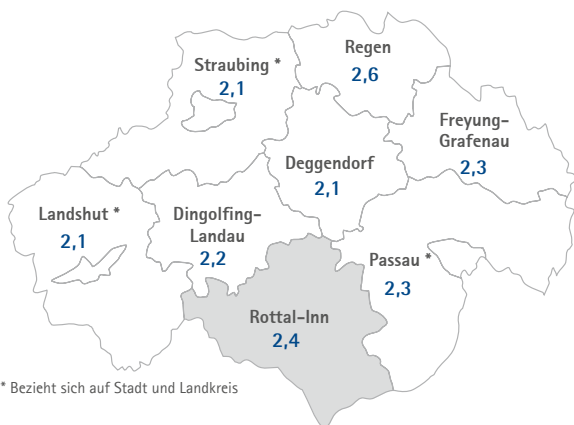 Regen
2,6
Straubing *
2,1
Freyung-
Grafenau
2,3
Deggendorf
2,1
Landshut *
2,1
Dingolfing-
Landau
2,2
Passau *
2,3
Rottal-Inn
2,4
* Bezieht sich auf Stadt und Landkreis